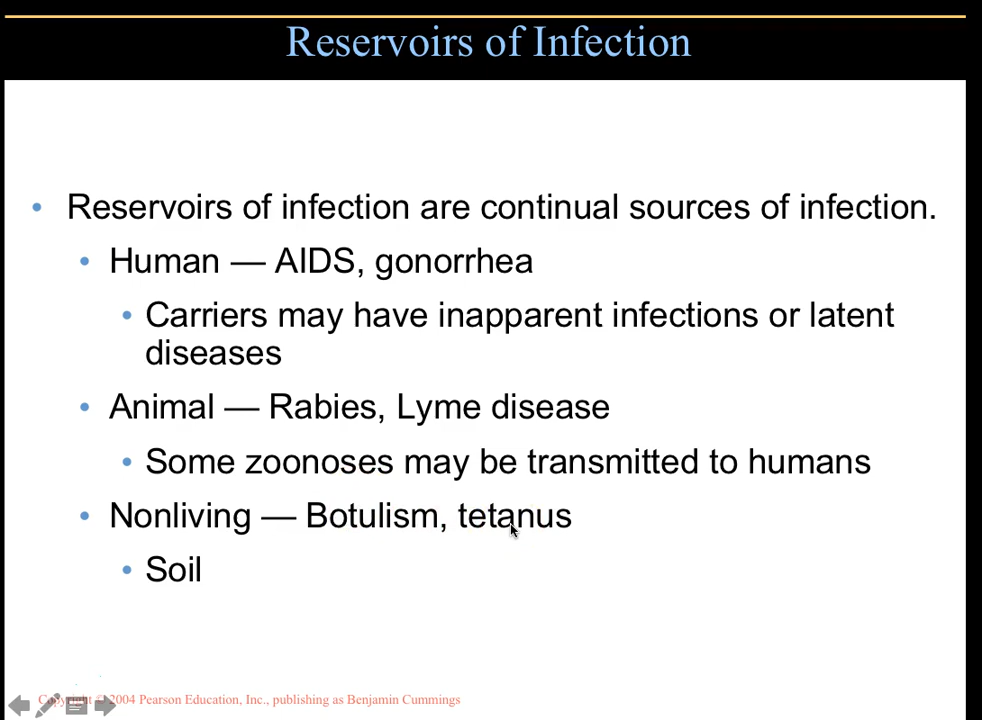 Reservoirs of Infection
• Reservoirs of infection are continual sources of infection.
• Human — AIDS, gonorrhea
• Carriers may have inapparent infections or latent
diseases
• Animal — Rabies, Lyme disease
• Some zoonoses may be transmitted to humans
• Nonliving — Botulism, tetanus
• Soil
Copyright © 2004 Pearson Education, Inc., publishing as Benjamin Cummings